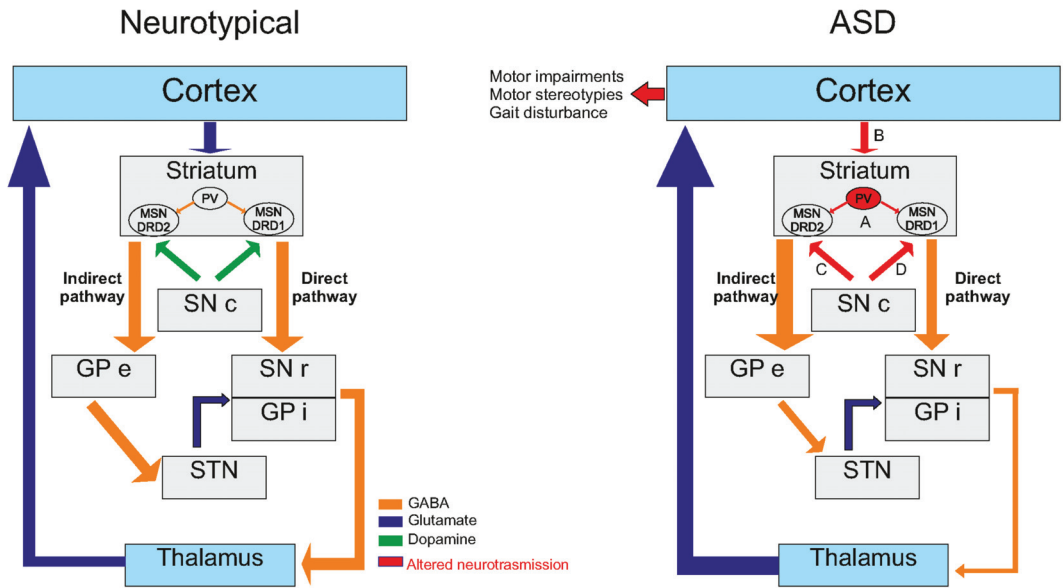 Neurotypical
Cortex
Striatum
PV
MSN
DRD2
MSN
DRD1
Indirect
pathway
Direct
pathway
SN c
GP e
SN r
GP i
STN
Thalamus
GABA
Glutamate
Dopamine
Altered neurotrasmission
ASD
Motor impairments
Motor stereotypies
Gait disturbance
Cortex
B
Striatum
PV
MSN
DRD2
A
MSN
DRD1
Indirect
pathway
C
D
Direct
pathway
SN c
GP e
SN r
GP i
STN
Thalamus